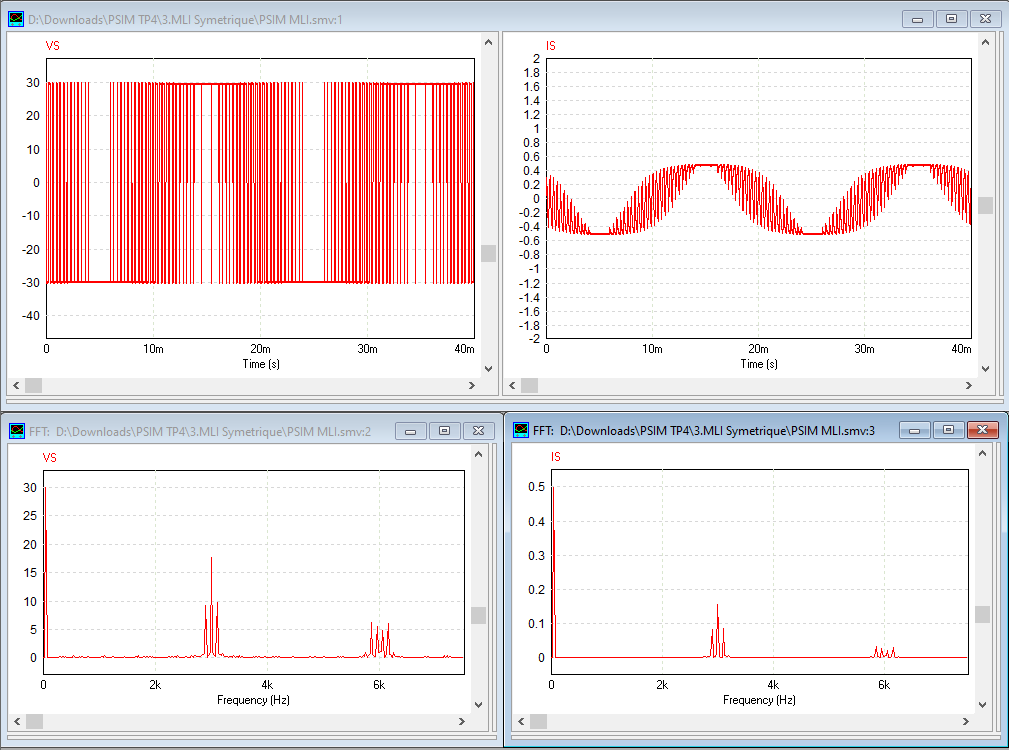 D:\Downloads\PSIM TP4\3.MLI Symetrique\PSIM MLI.smv:1
VS
30
20
10
0
-10
-20
-30
-40
0 10m 20m 30m 40m
Time (s)
IS
2
1.8
1.6
1.4
1.2
1
0.8
0.6
0.4
0.2
0
-0.2
-0.4
-0.6
-0.8
-1
-1.2
-1.4
-1.6
-1.8
-2
0 10m 20m 30m 40m
Time (s)
FFT: D:\Downloads\PSIM TP4\3.MLI Symetrique\PSIM MLI.smv:2
VS
30
25
20
15
10
5
0
0 2k 4k 6k
Frequency (Hz)
FFT: D:\Downloads\PSIM TP4\3.MLI Symetrique\PSIM MLI.smv:3
IS
0.5
0.4
0.3
0.2
0.1
0
0 2k 4k 6k
Frequency (Hz)